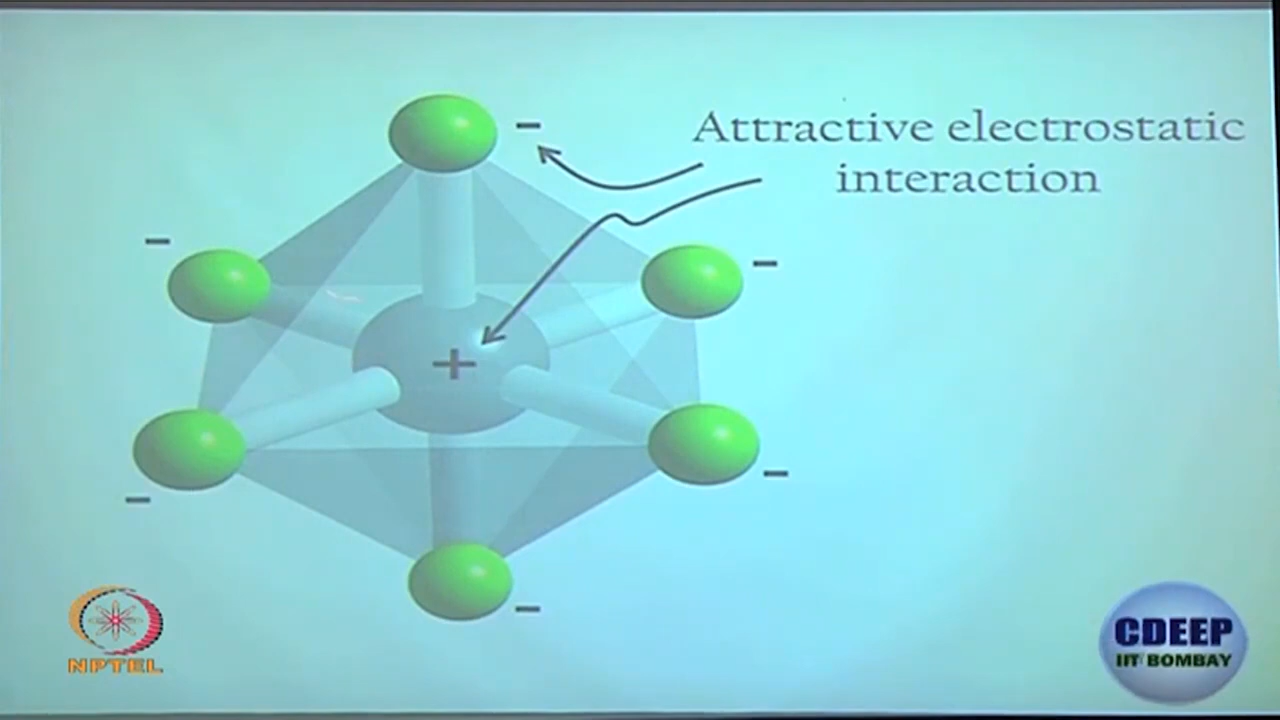 −
Attractive electrostatic
interaction
−
−
+
−
−
−
NPTEL
CDEEP
IIT BOMBAY